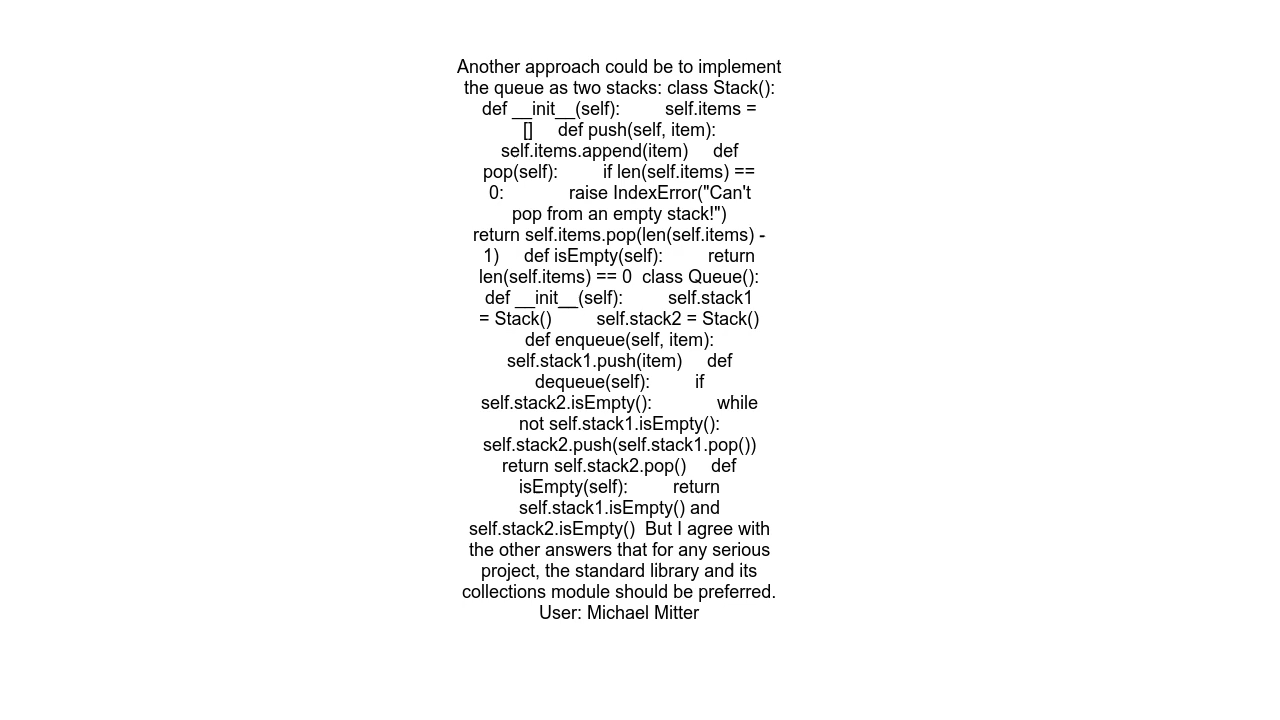 Another approach could be to implement
the queue as two stacks: class Stack():
def __init__(self):         self.items =
[]     def push(self, item):
self.items.append(item)     def
pop(self):         if len(self.items) ==
0:             raise IndexError("Can't
pop from an empty stack!")
return self.items.pop(len(self.items) -
1)     def isEmpty(self):         return
len(self.items) == 0  class Queue():
def __init__(self):         self.stack1
= Stack()         self.stack2 = Stack()
def enqueue(self, item):
self.stack1.push(item)     def
dequeue(self):         if
self.stack2.isEmpty():             while
not self.stack1.isEmpty():
self.stack2.push(self.stack1.pop())
return self.stack2.pop()     def
isEmpty(self):         return
self.stack1.isEmpty() and
self.stack2.isEmpty()  But I agree with
the other answers that for any serious
project, the standard library and its
collections module should be preferred.
User: Michael Mitter